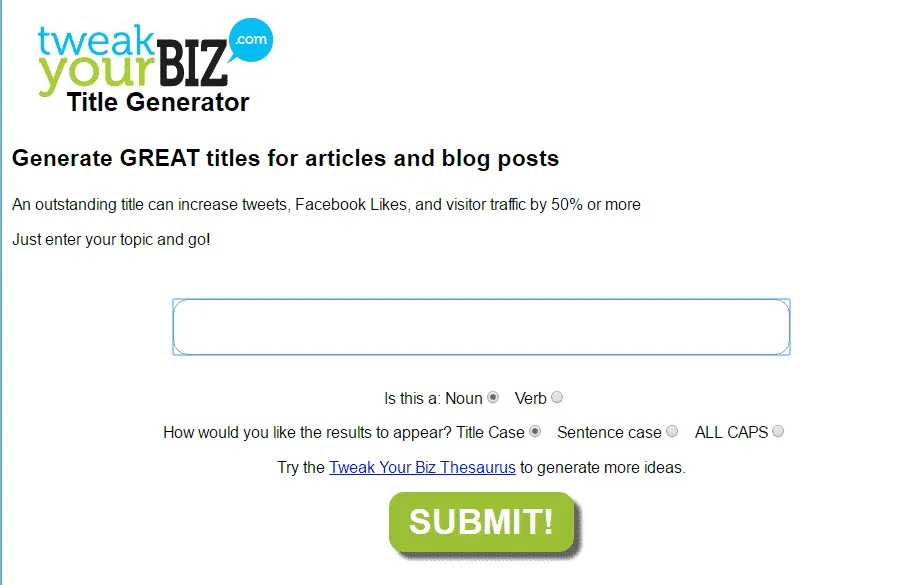 tweak
yourBIZ
.com
Title Generator
Generate GREAT titles for articles and blog posts
An outstanding title can increase tweets, Facebook Likes, and visitor traffic by 50% or more
Just enter your topic and go!
Is this a: Noun Verb
How would you like the results to appear? Title Case Sentence case ALL CAPS
Try the Tweak Your Biz Thesaurus to generate more ideas.
SUBMIT!